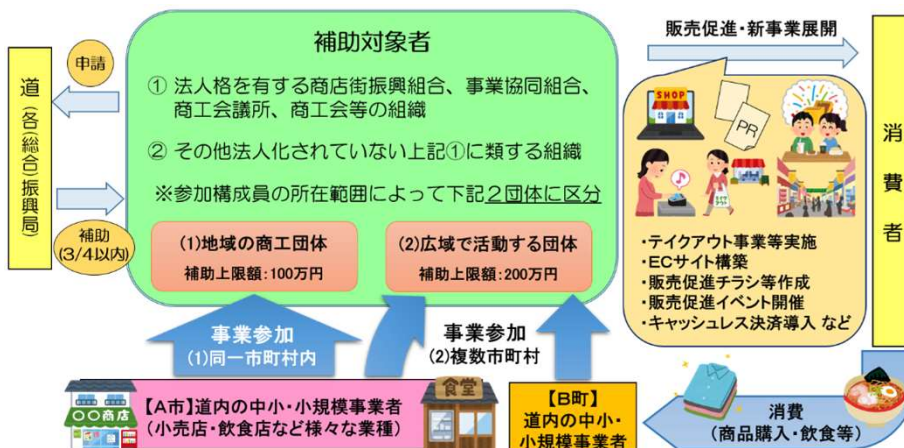 補助対象者
① 法人格を有する商店街振興組合、事業協同組合、
商工会議所、商工会等の組織
② その他法人化されていない上記①に類する組織
※参加構成員の所在範囲によって下記２団体に区分
(1)地域の商工団体
補助上限額：100万円
(2)広域で活動する団体
補助上限額：200万円
道(各(総合)振興局)
申請
補助
(3/4以内)
販売促進・新事業展開
SHOP
PR
・テイクアウト事業等実施
・ECサイト構築
・販売促進チラシ等作成
・販売促進イベント開催
・キャッシュレス決済導入 など
消費者
事業参加
(1)同一市町村内
事業参加
(2)複数市町村
〇〇商店
【A市】道内の中小・小規模事業者
(小売店・飲食店など様々な業種)
食堂
【B町】
道内の中小・
小規模事業者
消費
(商品購入・飲食等)